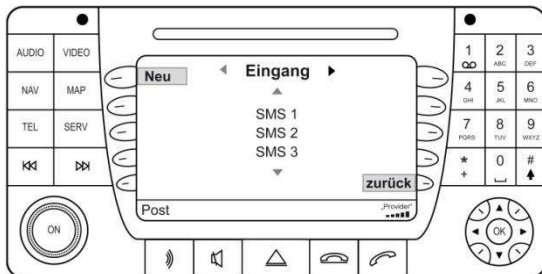 AUDIO VIDEO
NAV MAP
TEL SERV
ON
Neu
Eingang
SMS 1
SMS 2
SMS 3
zurück
Post
„Provider"
1 2 ABC 3 DEF
4 GHI 5 JKL 6 MNO
7 PQRS 8 TUV 9 WXYZ
* + 0 #
OK